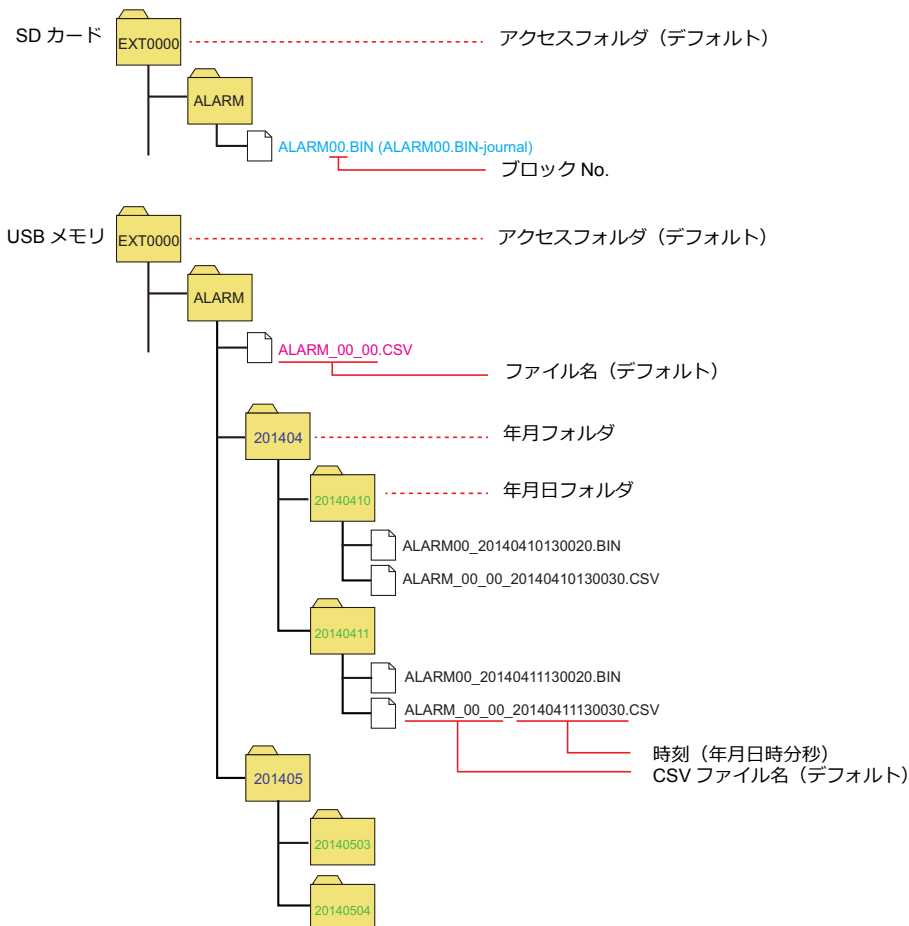 SD カード EXT0000 アクセスフォルダ（デフォルト）
ALARM
ALARM00.BIN (ALARM00.BIN-journal)
ブロック No.
USB メモリ EXT0000 アクセスフォルダ（デフォルト）
ALARM
ALARM_00_00.CSV
ファイル名（デフォルト）
201404 年月フォルダ
20140410 年月日フォルダ
ALARM00_20140410130020.BIN
ALARM_00_00_20140410130030.CSV
20140411
ALARM00_20140411130020.BIN
ALARM_00_00_20140411130030.CSV
時刻（年月日時分秒）
CSV ファイル名（デフォルト）
201405
20140503
20140504